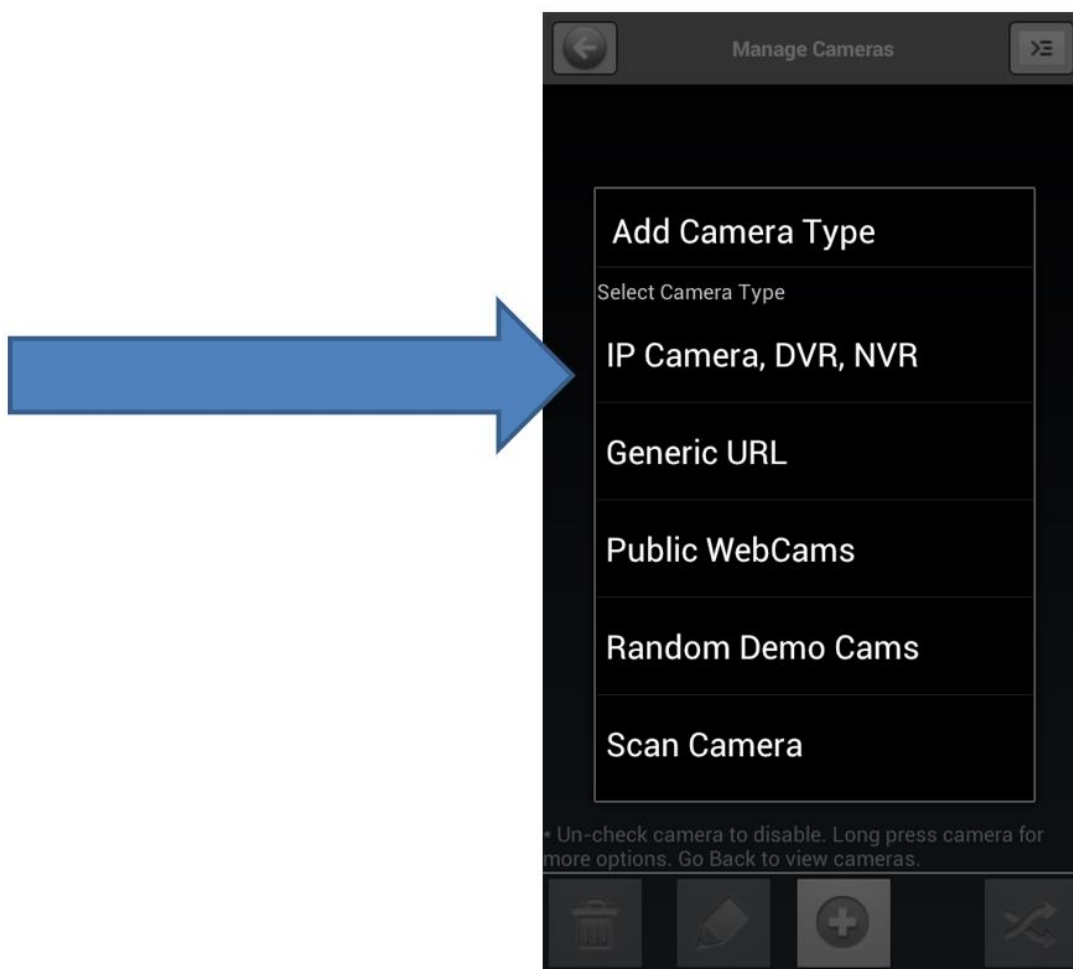 Manage Cameras
Add Camera Type
Select Camera Type
IP Camera, DVR, NVR
Generic URL
Public WebCams
Random Demo Cams
Scan Camera
* Un-check camera to disable. Long press camera for
more options. Go Back to view cameras.